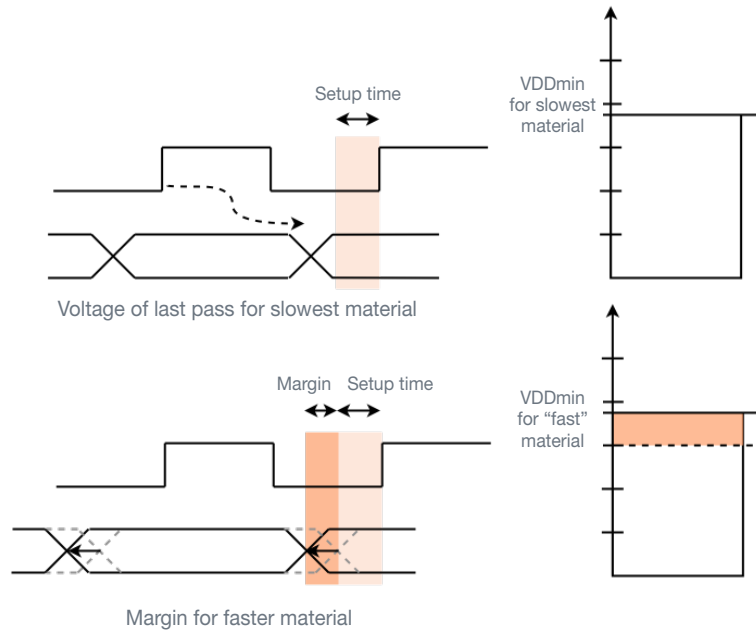 Setup time
VDDmin
for slowest
material
Voltage of last pass for slowest material
Margin
Setup time
VDDmin
for “fast”
material
Margin for faster material